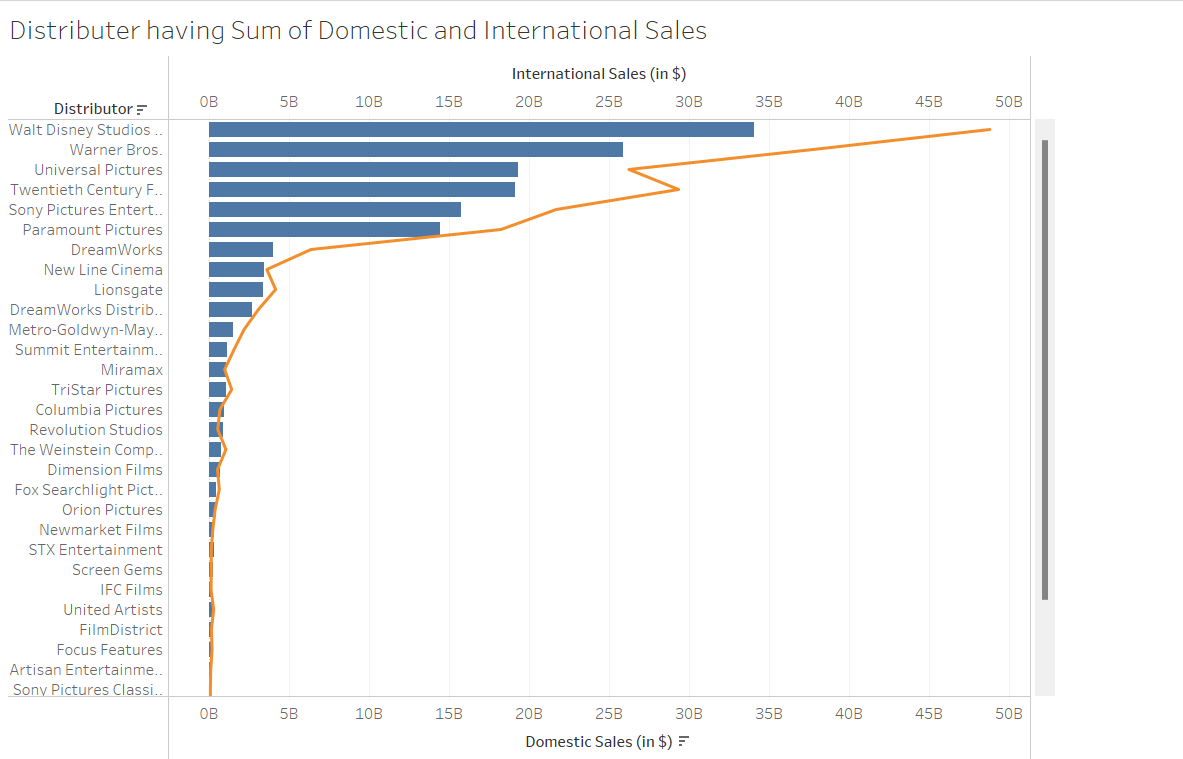 Distributer having Sum of Domestic and International Sales
International Sales (in $)
Distributor
0B 5B 10B 15B 20B 25B 30B 35B 40B 45B 50B
Walt Disney Studios ..
Warner Bros.
Universal Pictures
Twentieth Century F..
Sony Pictures Entert..
Paramount Pictures
DreamWorks
New Line Cinema
Lionsgate
DreamWorks Distrib..
Metro-Goldwyn-May..
Summit Entertainm..
Miramax
TriStar Pictures
Columbia Pictures
Revolution Studios
The Weinstein Comp..
Dimension Films
Fox Searchlight Pict..
Orion Pictures
Newmarket Films
STX Entertainment
Screen Gems
IFC Films
United Artists
FilmDistrict
Focus Features
Artisan Entertainme..
Sony Pictures Classi..
0B 5B 10B 15B 20B 25B 30B 35B 40B 45B 50B
Domestic Sales (in $)